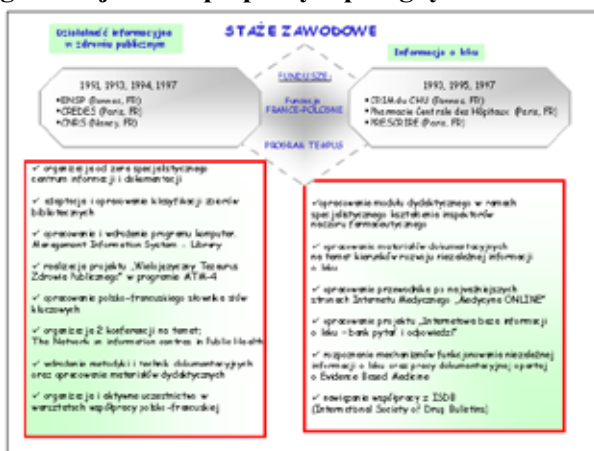 STAŻE ZAWODOWE
Działalność informacyjna
w zdrowiu publicznym
Informacja o leku
1991, 1993, 1994, 1997
•ENSP (Rennes, FR)
•CREDES (Paris, FR)
•CNRS (Nancy, FR)
FUNDUSZE:
Fundacja
FRANCE-POLOGNE
PROGRAM TEMPUS
1993, 1995, 1997
•CRIM du CHU (Rennes, FR)
•Pharmacie Centrale des Hôpitaux (Paris, FR)
•PRESCRIRE (Paris, FR)
✓ organizacja od zera specjalistycznego
centrum informacji i dokumentacji
✓ adaptacja i opracowanie klasyfikacji zbiorów
bibliotecznych
✓ opracowanie i wdrożenie programu komputer.
Management Information System - Library
✓ realizacja projektu „Wielojęzyczny Tezaurus
Zdrowia Publicznego" w programie ATM-4
✓ opracowanie polsko-francuskiego słownika słów
kluczowych
✓ organizacja 2 konferencji na temat:
The Network on information centres in Public Health
✓ wdrożenie metodyki i technik dokumentacyjnych
oraz opracowanie materiałów dydaktycznych
✓ organizacja i aktywne uczestnictwo w
warsztatach współpracy polsko-francuskiej
✓opracowanie modułu dydaktycznego w ramach
specjalistycznego kształcenia inspektorów
nadzoru farmaceutycznego
✓ opracowanie materiałów dokumentacyjnych
na temat kierunków rozwoju niezależnej informacji
o leku
✓ opracowanie przewodnika po najważniejszych
stronach Internetu Medycznego „Medycyna ONLINE"
✓ opracowanie projektu „Internetowa baza informacji
o leku - bank pytań i odpowiedzi"
✓ rozpoznanie mechanizmów funkcjonowania niezależnej
informacji o leku oraz pracy dokumentacyjnej opartej
o Evidence Based Medicine
✓ nawiązanie współpracy z ISDB
(International Society of Drug Bulletins)